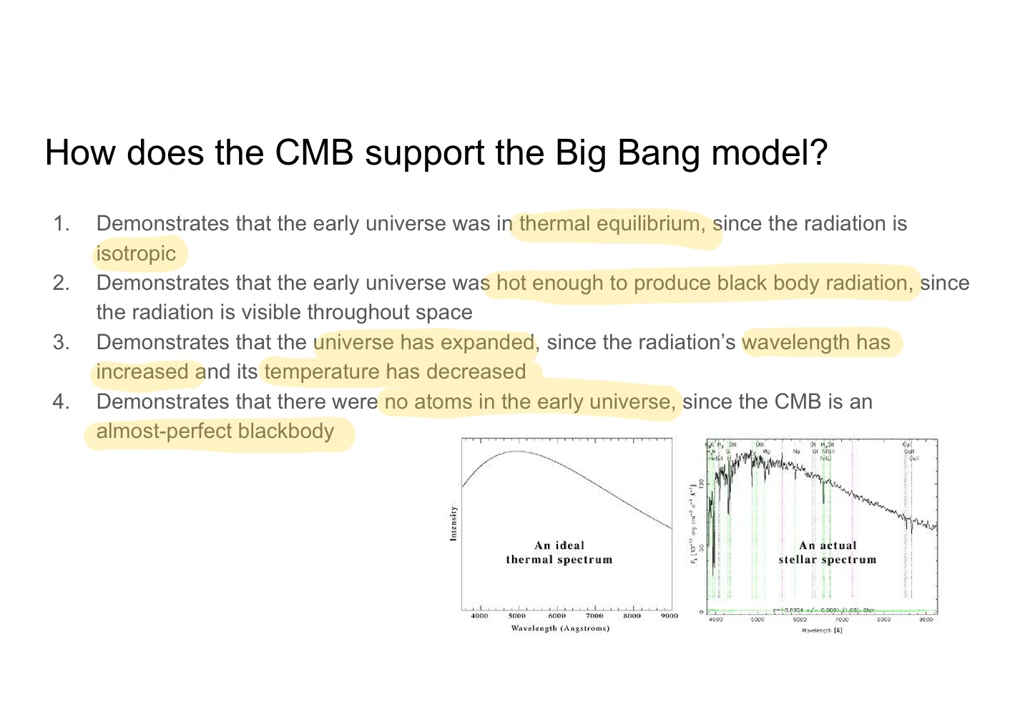 How does the CMB support the Big Bang model?
1. Demonstrates that the early universe was in thermal equilibrium, since the radiation is
isotropic
2. Demonstrates that the early universe was hot enough to produce black body radiation, since
the radiation is visible throughout space
3. Demonstrates that the universe has expanded, since the radiation's wavelength has
increased and its temperature has decreased
4. Demonstrates that there were no atoms in the early universe, since the CMB is an
almost-perfect blackbody
Intensity
An ideal
thermal spectrum
4000 5000 6000 7000 8000 9000
Wavelength (Angstroms)
An actual
stellar spectrum
4000 5000 6000 7000 8000 9000
Wavelength [Å]